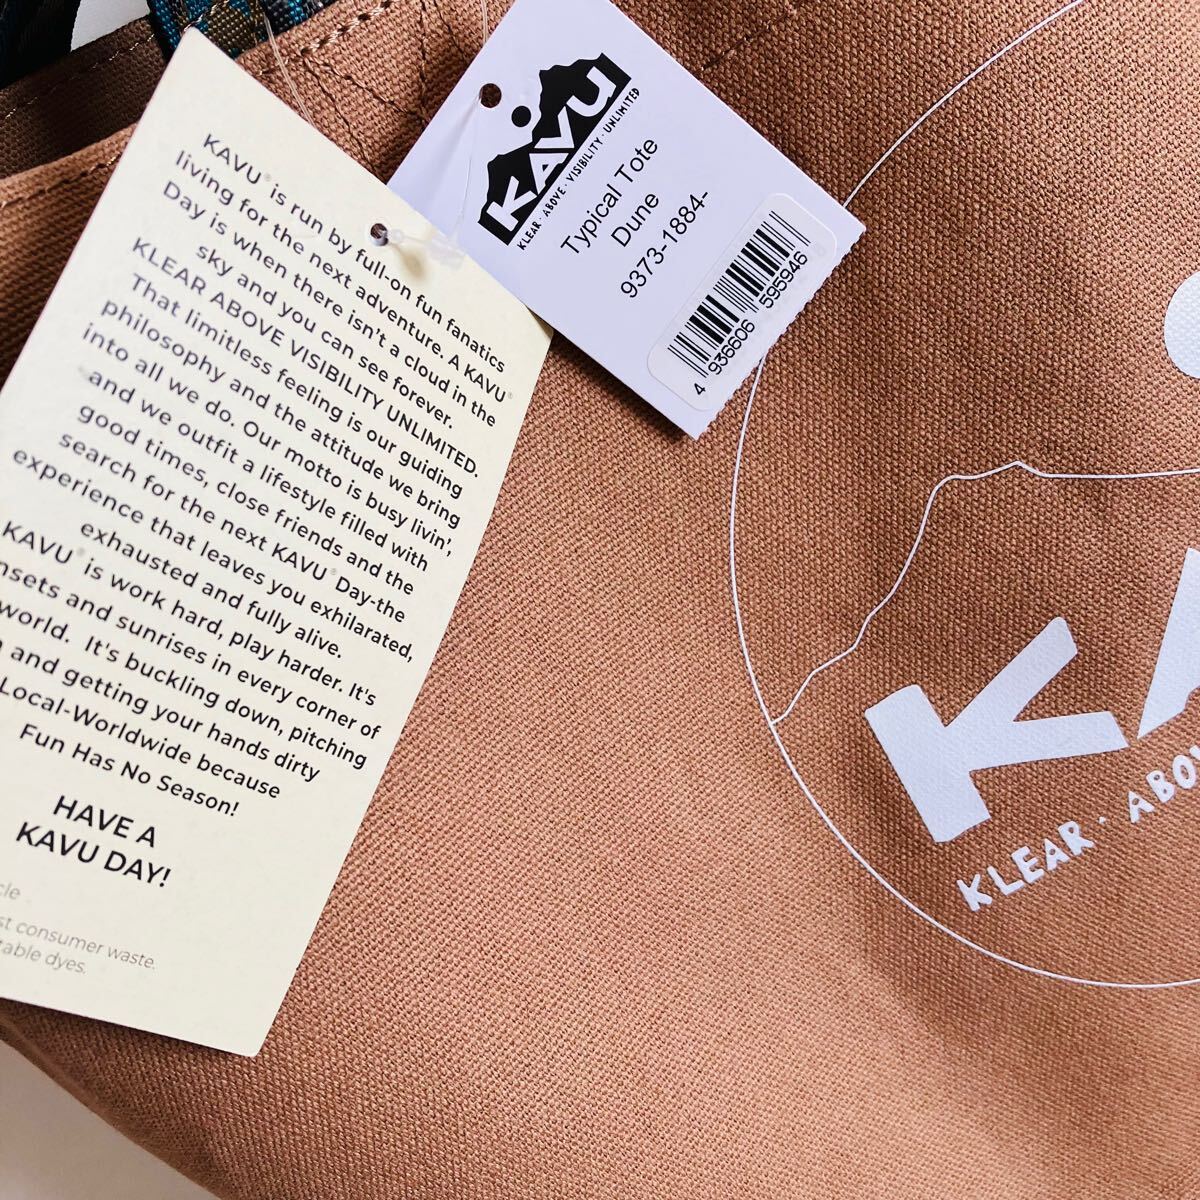 KAVU® is run by full-on fun fanatics
living for the next adventure. A KAVU®
Day is when there isn't a cloud in the
sky and you can see forever.
KLEAR ABOVE VISIBILITY UNLIMITED.
That limitless feeling is our guiding
philosophy and the attitude we bring
into all we do. Our motto is busy livin',
and we outfit a lifestyle filled with
good times, close friends and the
search for the next KAVU® Day-the
experience that leaves you exhilarated,
exhausted and fully alive.
KAVU® is work hard, play harder. It's
nsets and sunrises in every corner of
world. It's buckling down, pitching
and getting your hands dirty
Local-Worldwide because
Fun Has No Season!
HAVE A
KAVU DAY!
cle
st consumer waste.
table dyes.
KAVU
KLEAR · ABOVE · VISIBILITY · UNLIMITED
Typical Tote
Dune
9373-1884-
4 936606 595946
KA
KLEAR · ABOV